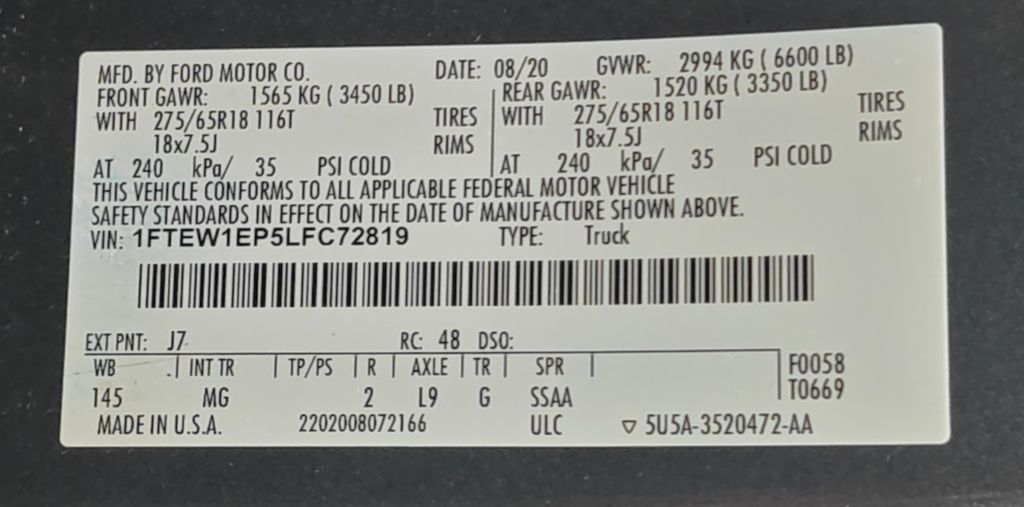 MFD. BY FORD MOTOR CO. DATE: 08/20 GVWR: 2994 KG ( 6600 LB)
FRONT GAWR: 1565 KG ( 3450 LB) REAR GAWR: 1520 KG ( 3350 LB)
WITH 275/65R18 116T TIRES WITH 275/65R18 116T TIRES
18x7.5J RIMS 18x7.5J RIMS
AT 240 kPa/ 35 PSI COLD AT 240 kPa/ 35 PSI COLD
THIS VEHICLE CONFORMS TO ALL APPLICABLE FEDERAL MOTOR VEHICLE
SAFETY STANDARDS IN EFFECT ON THE DATE OF MANUFACTURE SHOWN ABOVE.
VIN: 1FTEW1EP5LFC72819 TYPE: Truck
EXT PNT: J7 RC: 48 DSO:
WB INT TR TP/PS R AXLE TR SPR F0058
145 MG 2 L9 G SSAA T0669
MADE IN U.S.A. 2202008072166 ULC ▽ 5U5A-3520472-AA